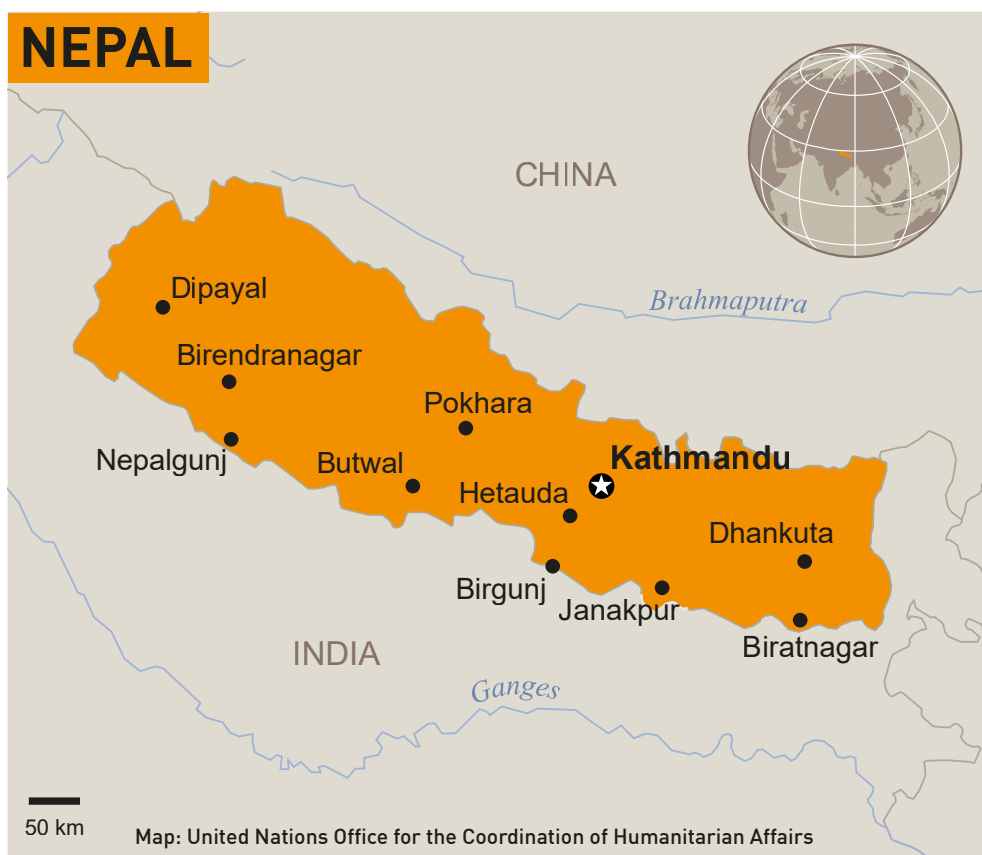 NEPAL
CHINA
Brahmaputra
Dipayal
Birendranagar
Pokhara
Nepalgunj
Butwal
Kathmandu
Hetauda
Dhankuta
Birgunj
Janakpur
Biratnagar
INDIA
Ganges
50 km
Map: United Nations Office for the Coordination of Humanitarian Affairs